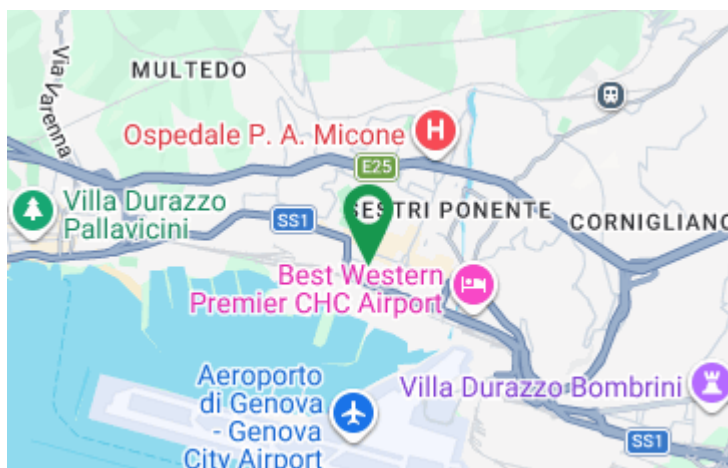 MULTEDO
Via Varenna
Ospedale P. A. Micone
H
E25
Villa Durazzo
Pallavicini
SS1
SESTRI PONENTE
CORNIGLIANO
Best Western
Premier CHC Airport
Aeroporto
di Genova
- Genova
City Airport
Villa Durazzo Bombrini
SS1